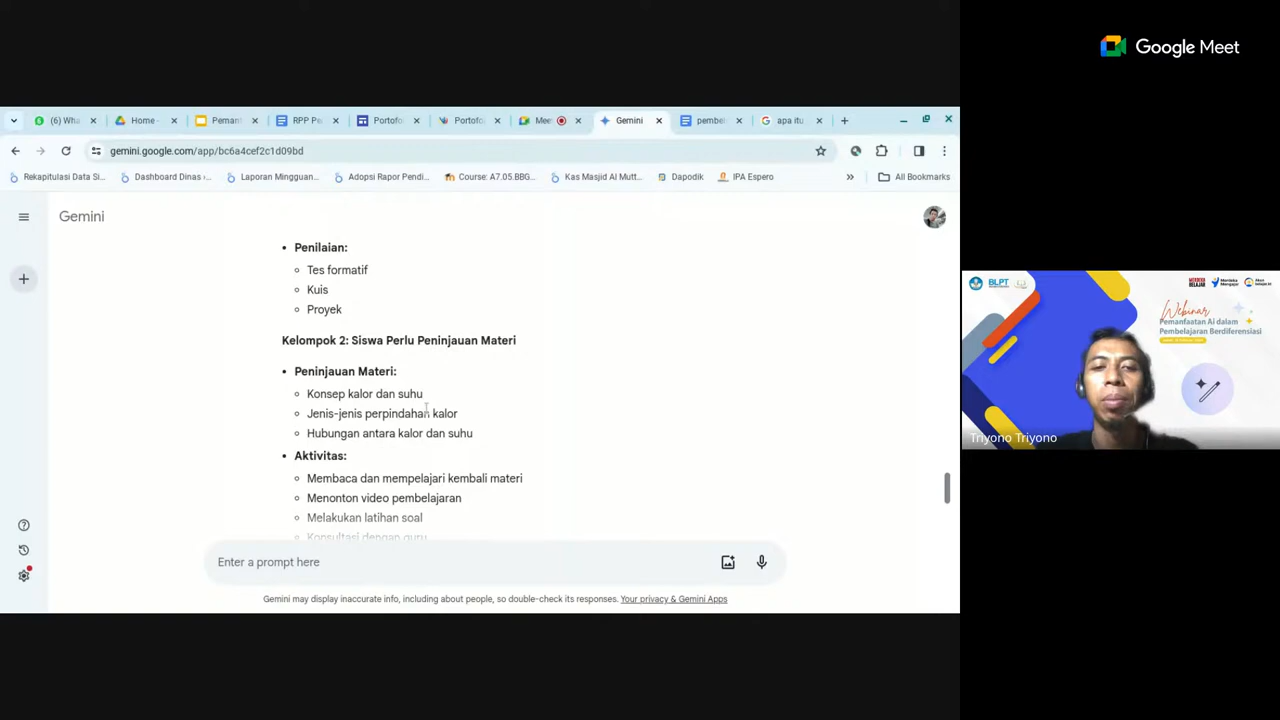 Google Meet
(6) Wha
Home -
Pemant
RPP Pe
Portofo
Portofo
Mee
Gemini
pembel
apa itu
gemini.google.com/app/bc6a4cef2c1d09bd
Rekapitulasi Data Si...
Dashboard Dinas ›...
Laporan Mingguan...
Adopsi Rapor Pendi...
Course: A7.05.BBG...
Kas Masjid Al Mutt...
Dapodik
IPA Espero
All Bookmarks
Gemini
Penilaian:
Tes formatif
Kuis
Proyek
Kelompok 2: Siswa Perlu Peninjauan Materi
Peninjauan Materi:
Konsep kalor dan suhu
Jenis-jenis perpindahan kalor
Hubungan antara kalor dan suhu
Aktivitas:
Membaca dan mempelajari kembali materi
Menonton video pembelajaran
Melakukan latihan soal
Konsultasi dengan guru
Enter a prompt here
Gemini may display inaccurate info, including about people, so double-check its responses. Your privacy & Gemini Apps
BLPT
Webinar
Pemanfaatan Ai dalam
Pembelajaran Berdiferensiasi
Triyono Triyono